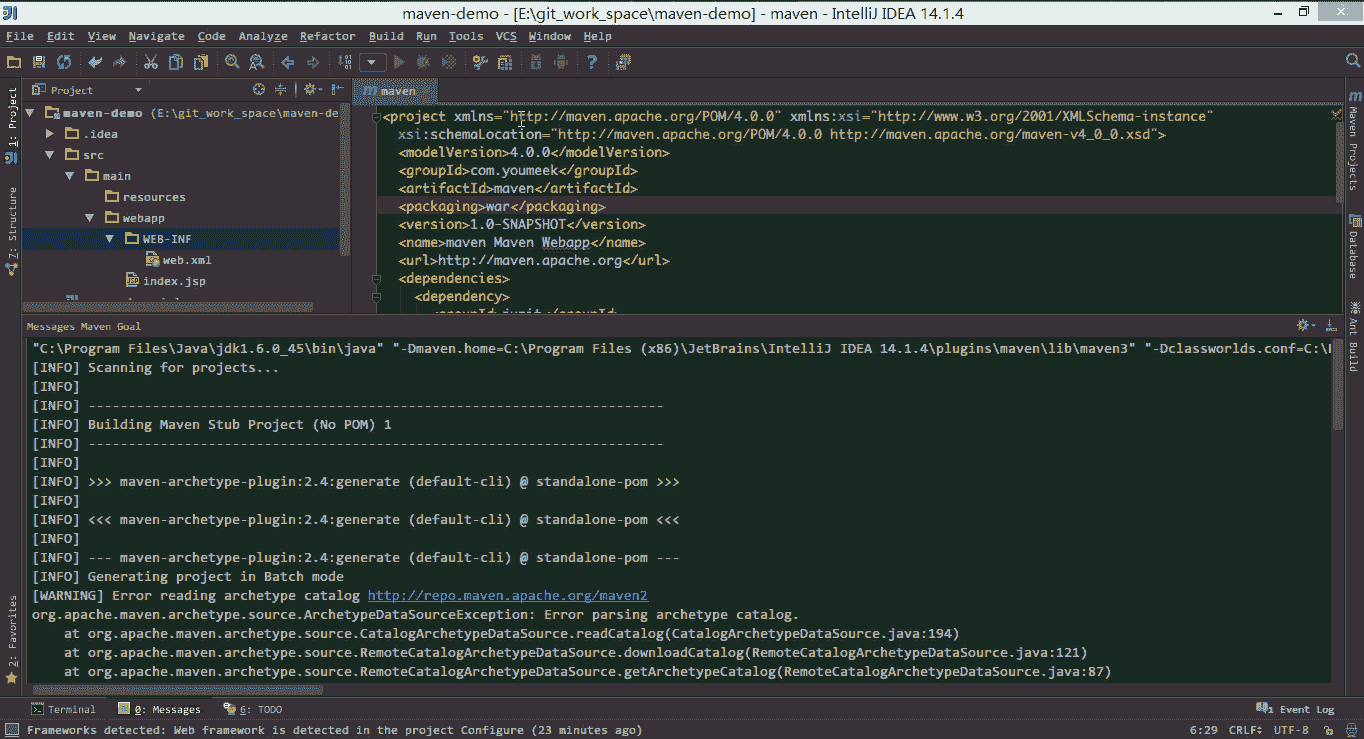 maven-demo - [E:\git_work_space\maven-demo] - maven - IntelliJ IDEA 14.1.4
File Edit View Navigate Code Analyze Refactor Build Run Tools VCS Window Help
1: Project
Z: Structure
2: Favorites
Project
maven-demo (E:\git_work_space\maven-de
.idea
src
main
resources
webapp
WEB-INF
web.xml
index.jsp
m maven
<project xmlns="http://maven.apache.org/POM/4.0.0" xmlns:xsi="http://www.w3.org/2001/XMLSchema-instance"
xsi:schemaLocation="http://maven.apache.org/POM/4.0.0 http://maven.apache.org/maven-v4_0_0.xsd">
<modelVersion>4.0.0</modelVersion>
<groupId>com.youmeek</groupId>
<artifactId>maven</artifactId>
<packaging>war</packaging>
<version>1.0-SNAPSHOT</version>
<name>maven Maven Webapp</name>
<url>http://maven.apache.org</url>
<dependencies>
<dependency>
<groupId>junit</groupId>
m Maven Projects
Database
Ant Build
Messages Maven Goal
"C:\Program Files\Java\jdk1.6.0_45\bin\java" "-Dmaven.home=C:\Program Files (x86)\JetBrains\IntelliJ IDEA 14.1.4\plugins\maven\lib\maven3" "-Dclassworlds.conf=C:\
[INFO] Scanning for projects...
[INFO]
[INFO] ------------------------------------------------------------------------
[INFO] Building Maven Stub Project (No POM) 1
[INFO] ------------------------------------------------------------------------
[INFO]
[INFO] >>> maven-archetype-plugin:2.4:generate (default-cli) @ standalone-pom >>>
[INFO]
[INFO] <<< maven-archetype-plugin:2.4:generate (default-cli) @ standalone-pom <<<
[INFO]
[INFO] --- maven-archetype-plugin:2.4:generate (default-cli) @ standalone-pom ---
[INFO] Generating project in Batch mode
[WARNING] Error reading archetype catalog http://repo.maven.apache.org/maven2
org.apache.maven.archetype.source.ArchetypeDataSourceException: Error parsing archetype catalog.
at org.apache.maven.archetype.source.CatalogArchetypeDataSource.readCatalog(CatalogArchetypeDataSource.java:194)
at org.apache.maven.archetype.source.RemoteCatalogArchetypeDataSource.downloadCatalog(RemoteCatalogArchetypeDataSource.java:121)
at org.apache.maven.archetype.source.RemoteCatalogArchetypeDataSource.getArchetypeCatalog(RemoteCatalogArchetypeDataSource.java:87)
Terminal 0: Messages 6: TODO 1 Event Log
Frameworks detected: Web framework is detected in the project Configure (23 minutes ago) 6:29 CRLF UTF-8